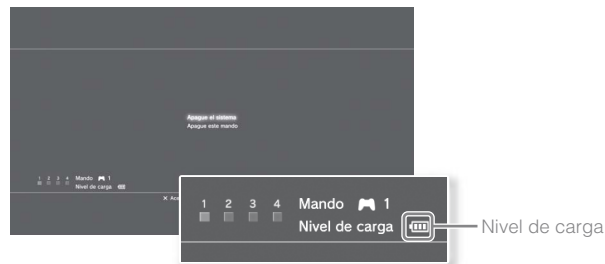 Apague el sistema
Apague este mando
1 2 3 4 Mando 1
Nivel de carga
X Ace
1 2 3 4 Mando 1
Nivel de carga
Nivel de carga